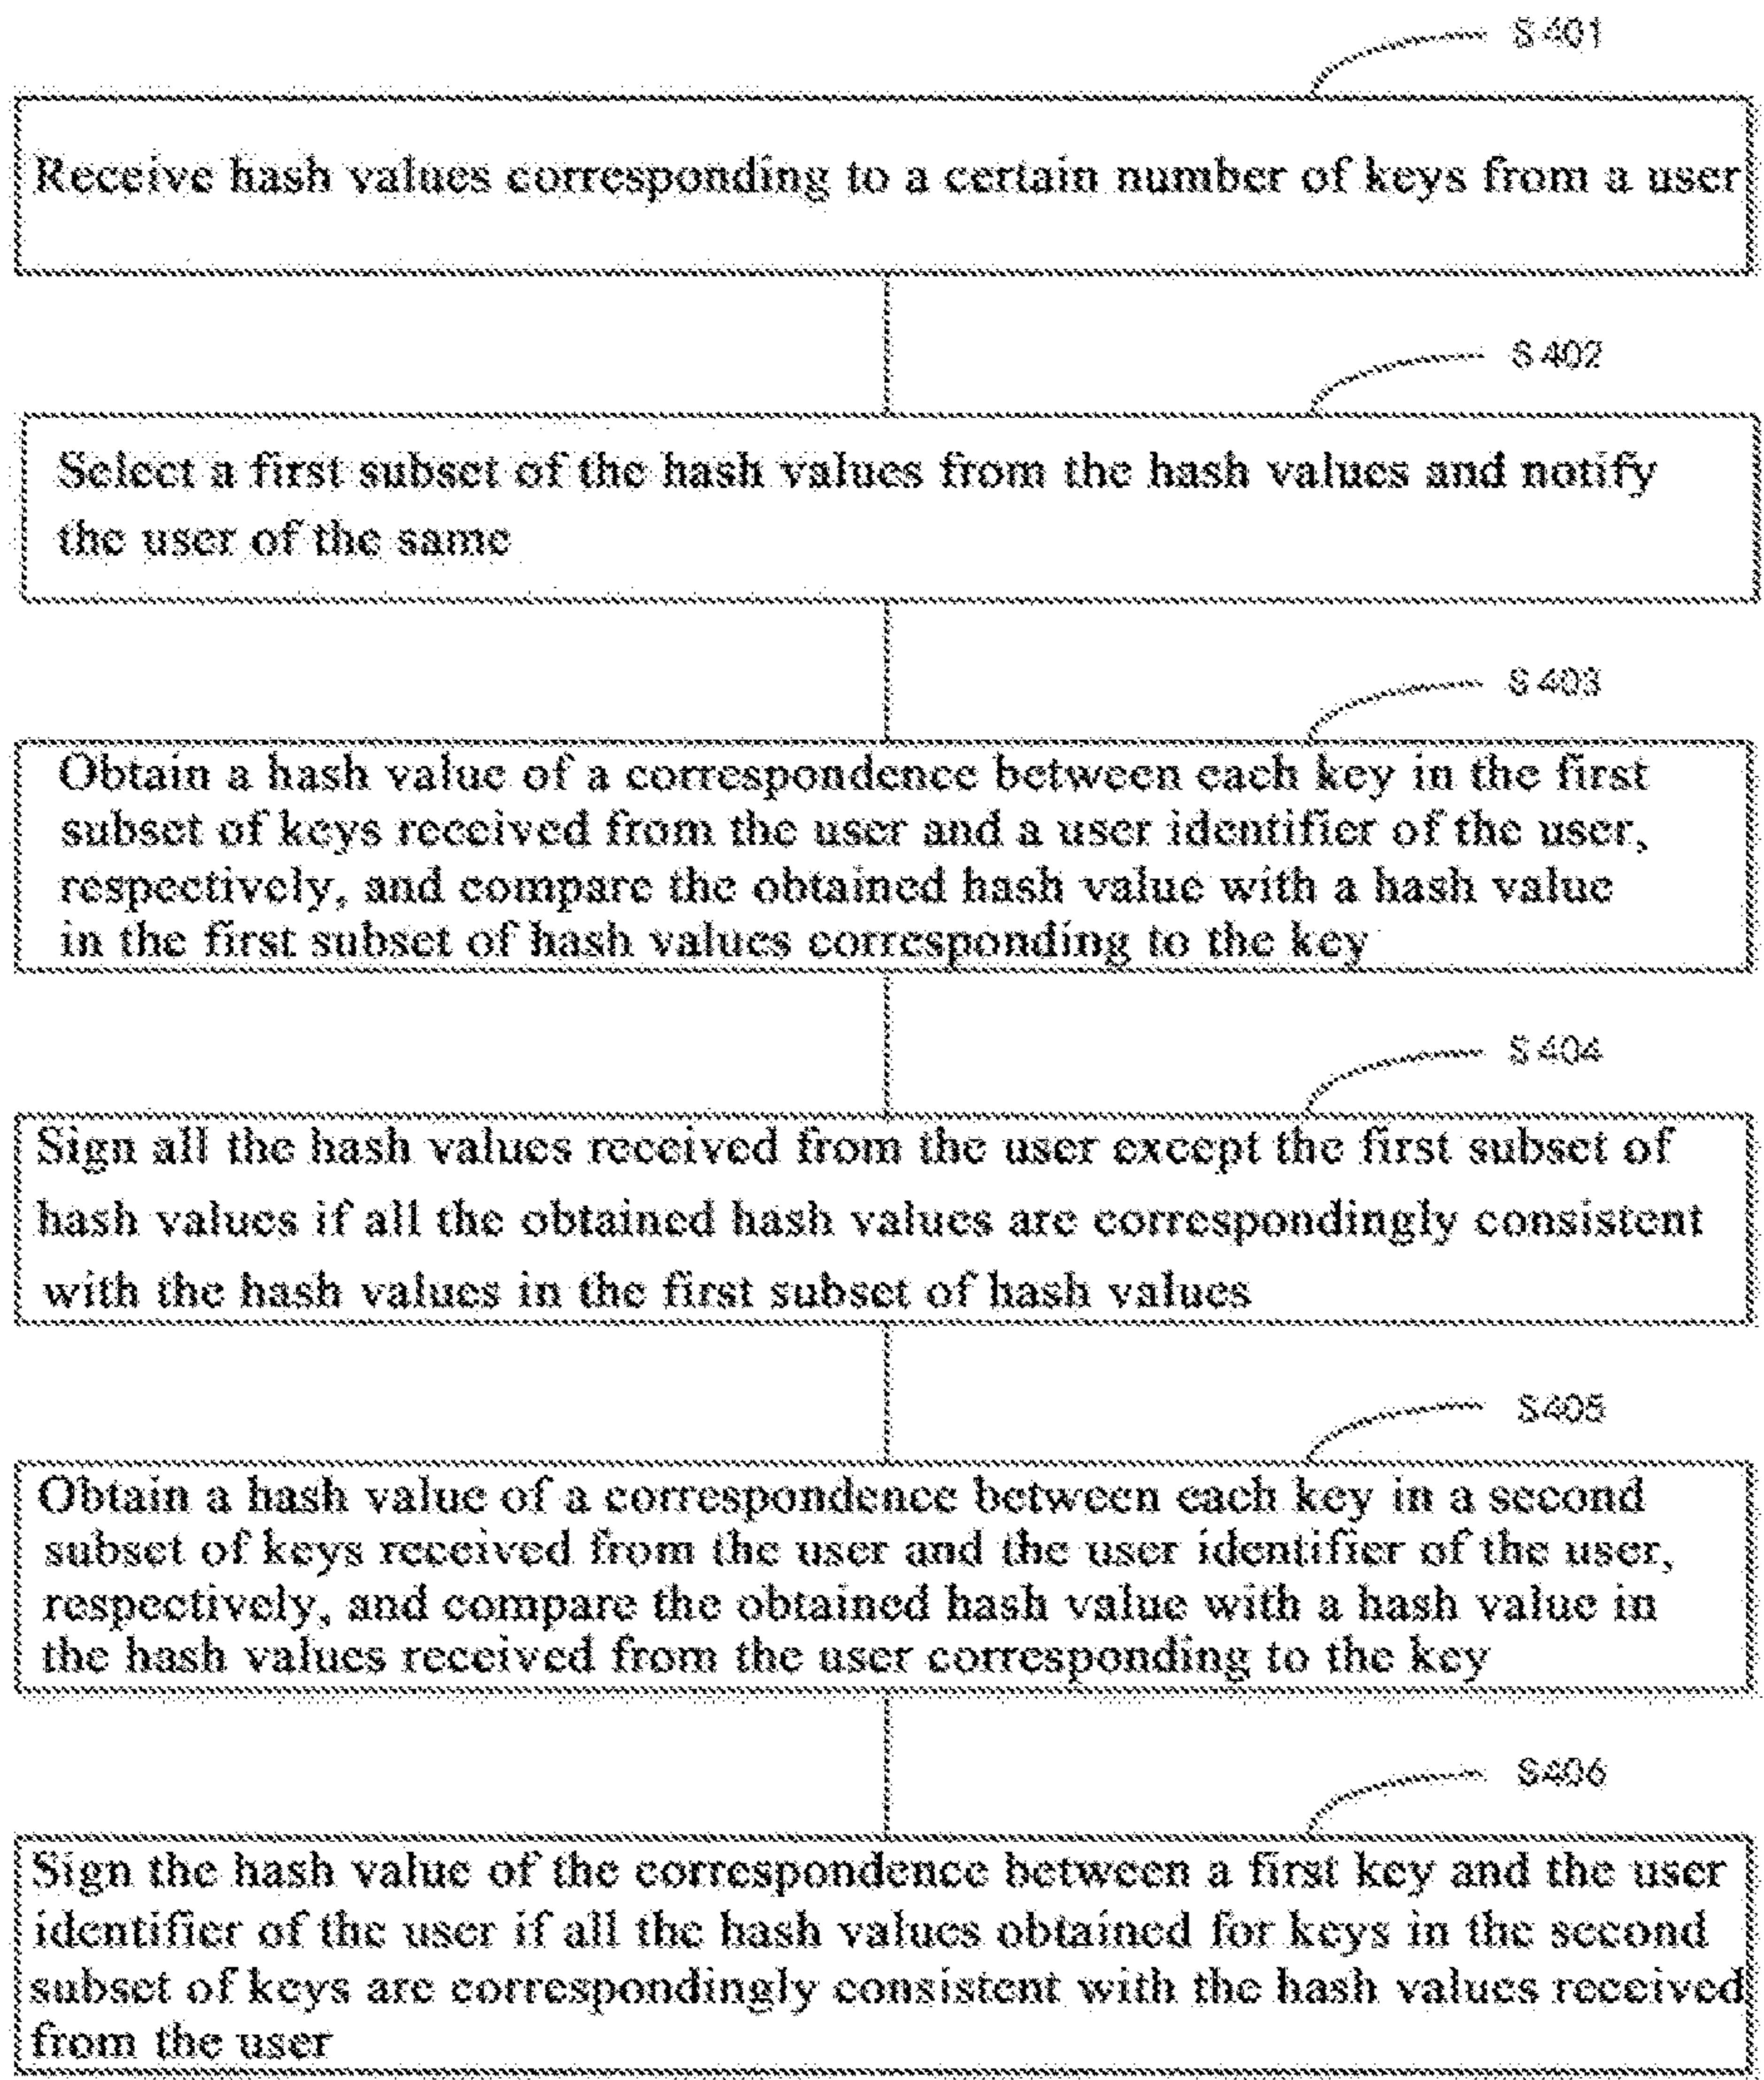 S401
Receive hash values corresponding to a certain number of keys from a user
S402
Select a first subset of the hash values from the hash values and notify
the user of the same
S403
Obtain a hash value of a correspondence between each key in the first
subset of keys received from the user and a user identifier of the user,
respectively, and compare the obtained hash value with a hash value
in the first subset of hash values corresponding to the key
S404
Sign all the hash values received from the user except the first subset of
hash values if all the obtained hash values are correspondingly consistent
with the hash values in the first subset of hash values
S405
Obtain a hash value of a correspondence between each key in a second
subset of keys received from the user and the user identifier of the user,
respectively, and compare the obtained hash value with a hash value in
the hash values received from the user corresponding to the key
S406
Sign the hash value of the correspondence between a first key and the user
identifier of the user if all the hash values obtained for keys in the second
subset of keys are correspondingly consistent with the hash values received
from the user